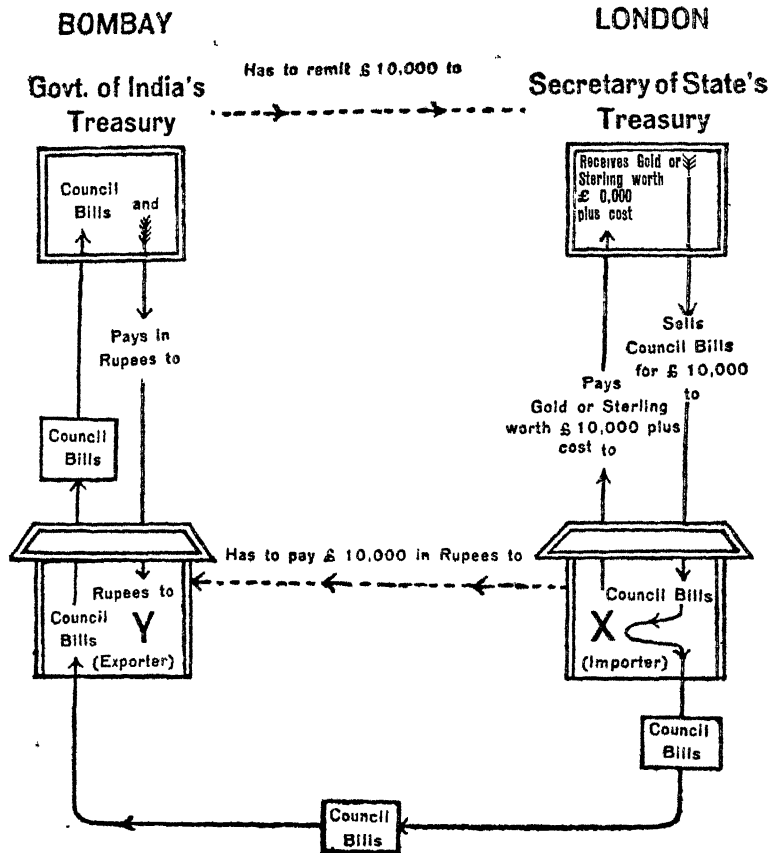 BOMBAY
LONDON
Has to remit £ 10,000 to
Govt. of India's
Treasury
Secretary of State's
Treasury
Council
Bills
and
Receives Gold or
Sterling worth
£ 0,000
plus cost
Pays in
Rupees to
Sells
Council Bills
for £ 10,000
to
Pays
Gold or Sterling
worth £ 10,000 plus
cost to
Council
Bills
Has to pay £ 10,000 in Rupees to
Rupees to
Y
(Exporter)
Council
Bills
Council Bills
X
(Importer)
Council
Bills
Council
Bills